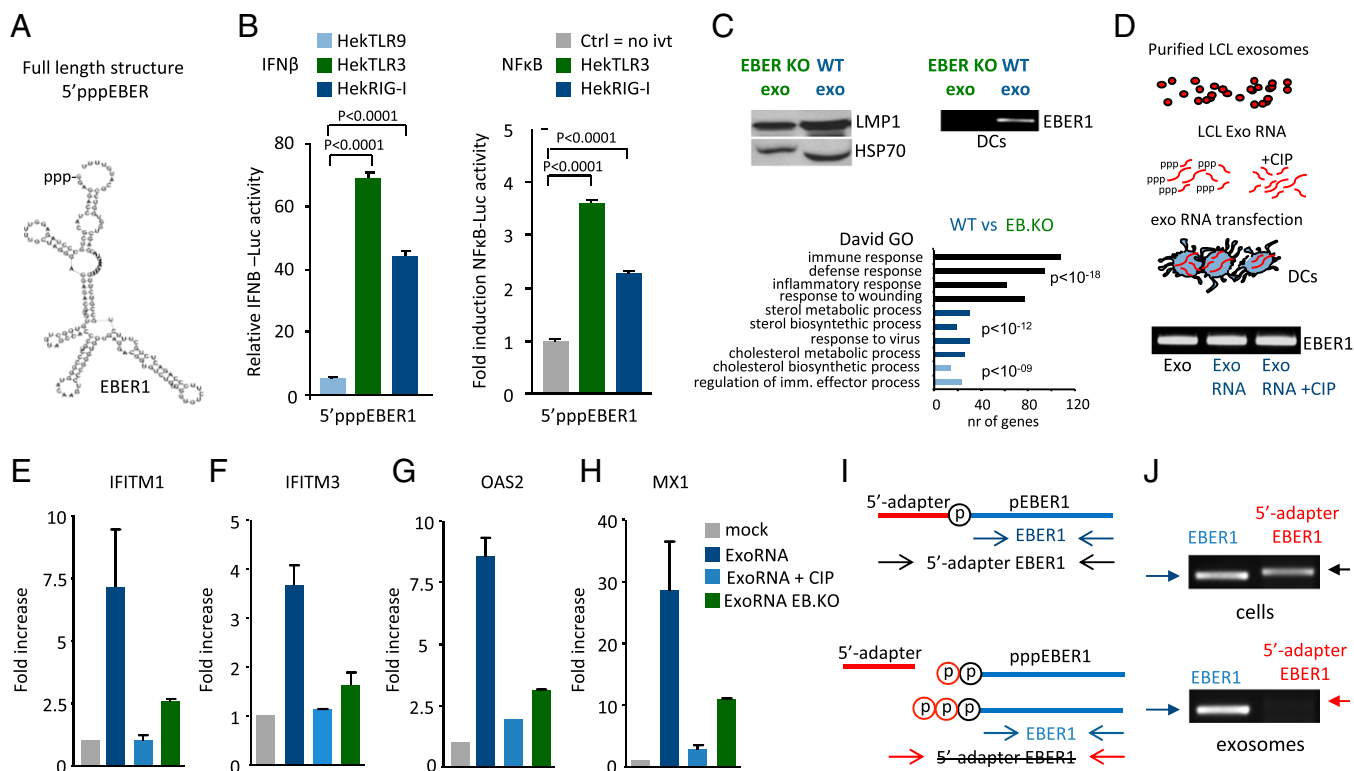 A
Full length structure
5'pppEBER
ppp-
EBER1
B
IFNβ
HekTLR9
HekTLR3
HekRIG-I
P<0.0001
P<0.0001
Relative IFNB –Luc activity
80
60
40
20
0
5'pppEBER1
NFκB
Ctrl = no ivt
HekTLR3
HekRIG-I
P<0.0001
P<0.0001
Fold induction NFκB-Luc activity
5
4
3
2
1
0
5'pppEBER1
C
EBER KO WT
exo exo
LMP1
HSP70
EBER KO WT
exo exo
EBER1
DCs
WT vs EB.KO
David GO
immune response
defense response
inflammatory response
response to wounding
sterol metabolic process
sterol biosyntethic process
response to virus
cholesterol metabolic process
cholesterol biosynthetic process
regulation of imm. effector process
p<10-18
p<10-12
p<10-09
0 40 80 120
nr of genes
D
Purified LCL exosomes
LCL Exo RNA
ppp ppp
ppp
ppp ppp
+CIP
exo RNA transfection
DCs
EBER1
Exo Exo Exo
RNA RNA +CIP
E
IFITM1
Fold increase
10
7.5
5
2.5
0
F
IFITM3
Fold increase
5
4
3
2
1
0
G
OAS2
Fold increase
10
7.5
5
2.5
0
H
MX1
Fold increase
40
30
20
10
0
mock
ExoRNA
ExoRNA + CIP
ExoRNA EB.KO
I
5'-adapter pEBER1
p
EBER1
5'-adapter EBER1
5'-adapter pppEBER1
p p
p p p
EBER1
5'-adapter EBER1
J
EBER1 5'-adapter
EBER1
cells
EBER1 5'-adapter
EBER1
exosomes